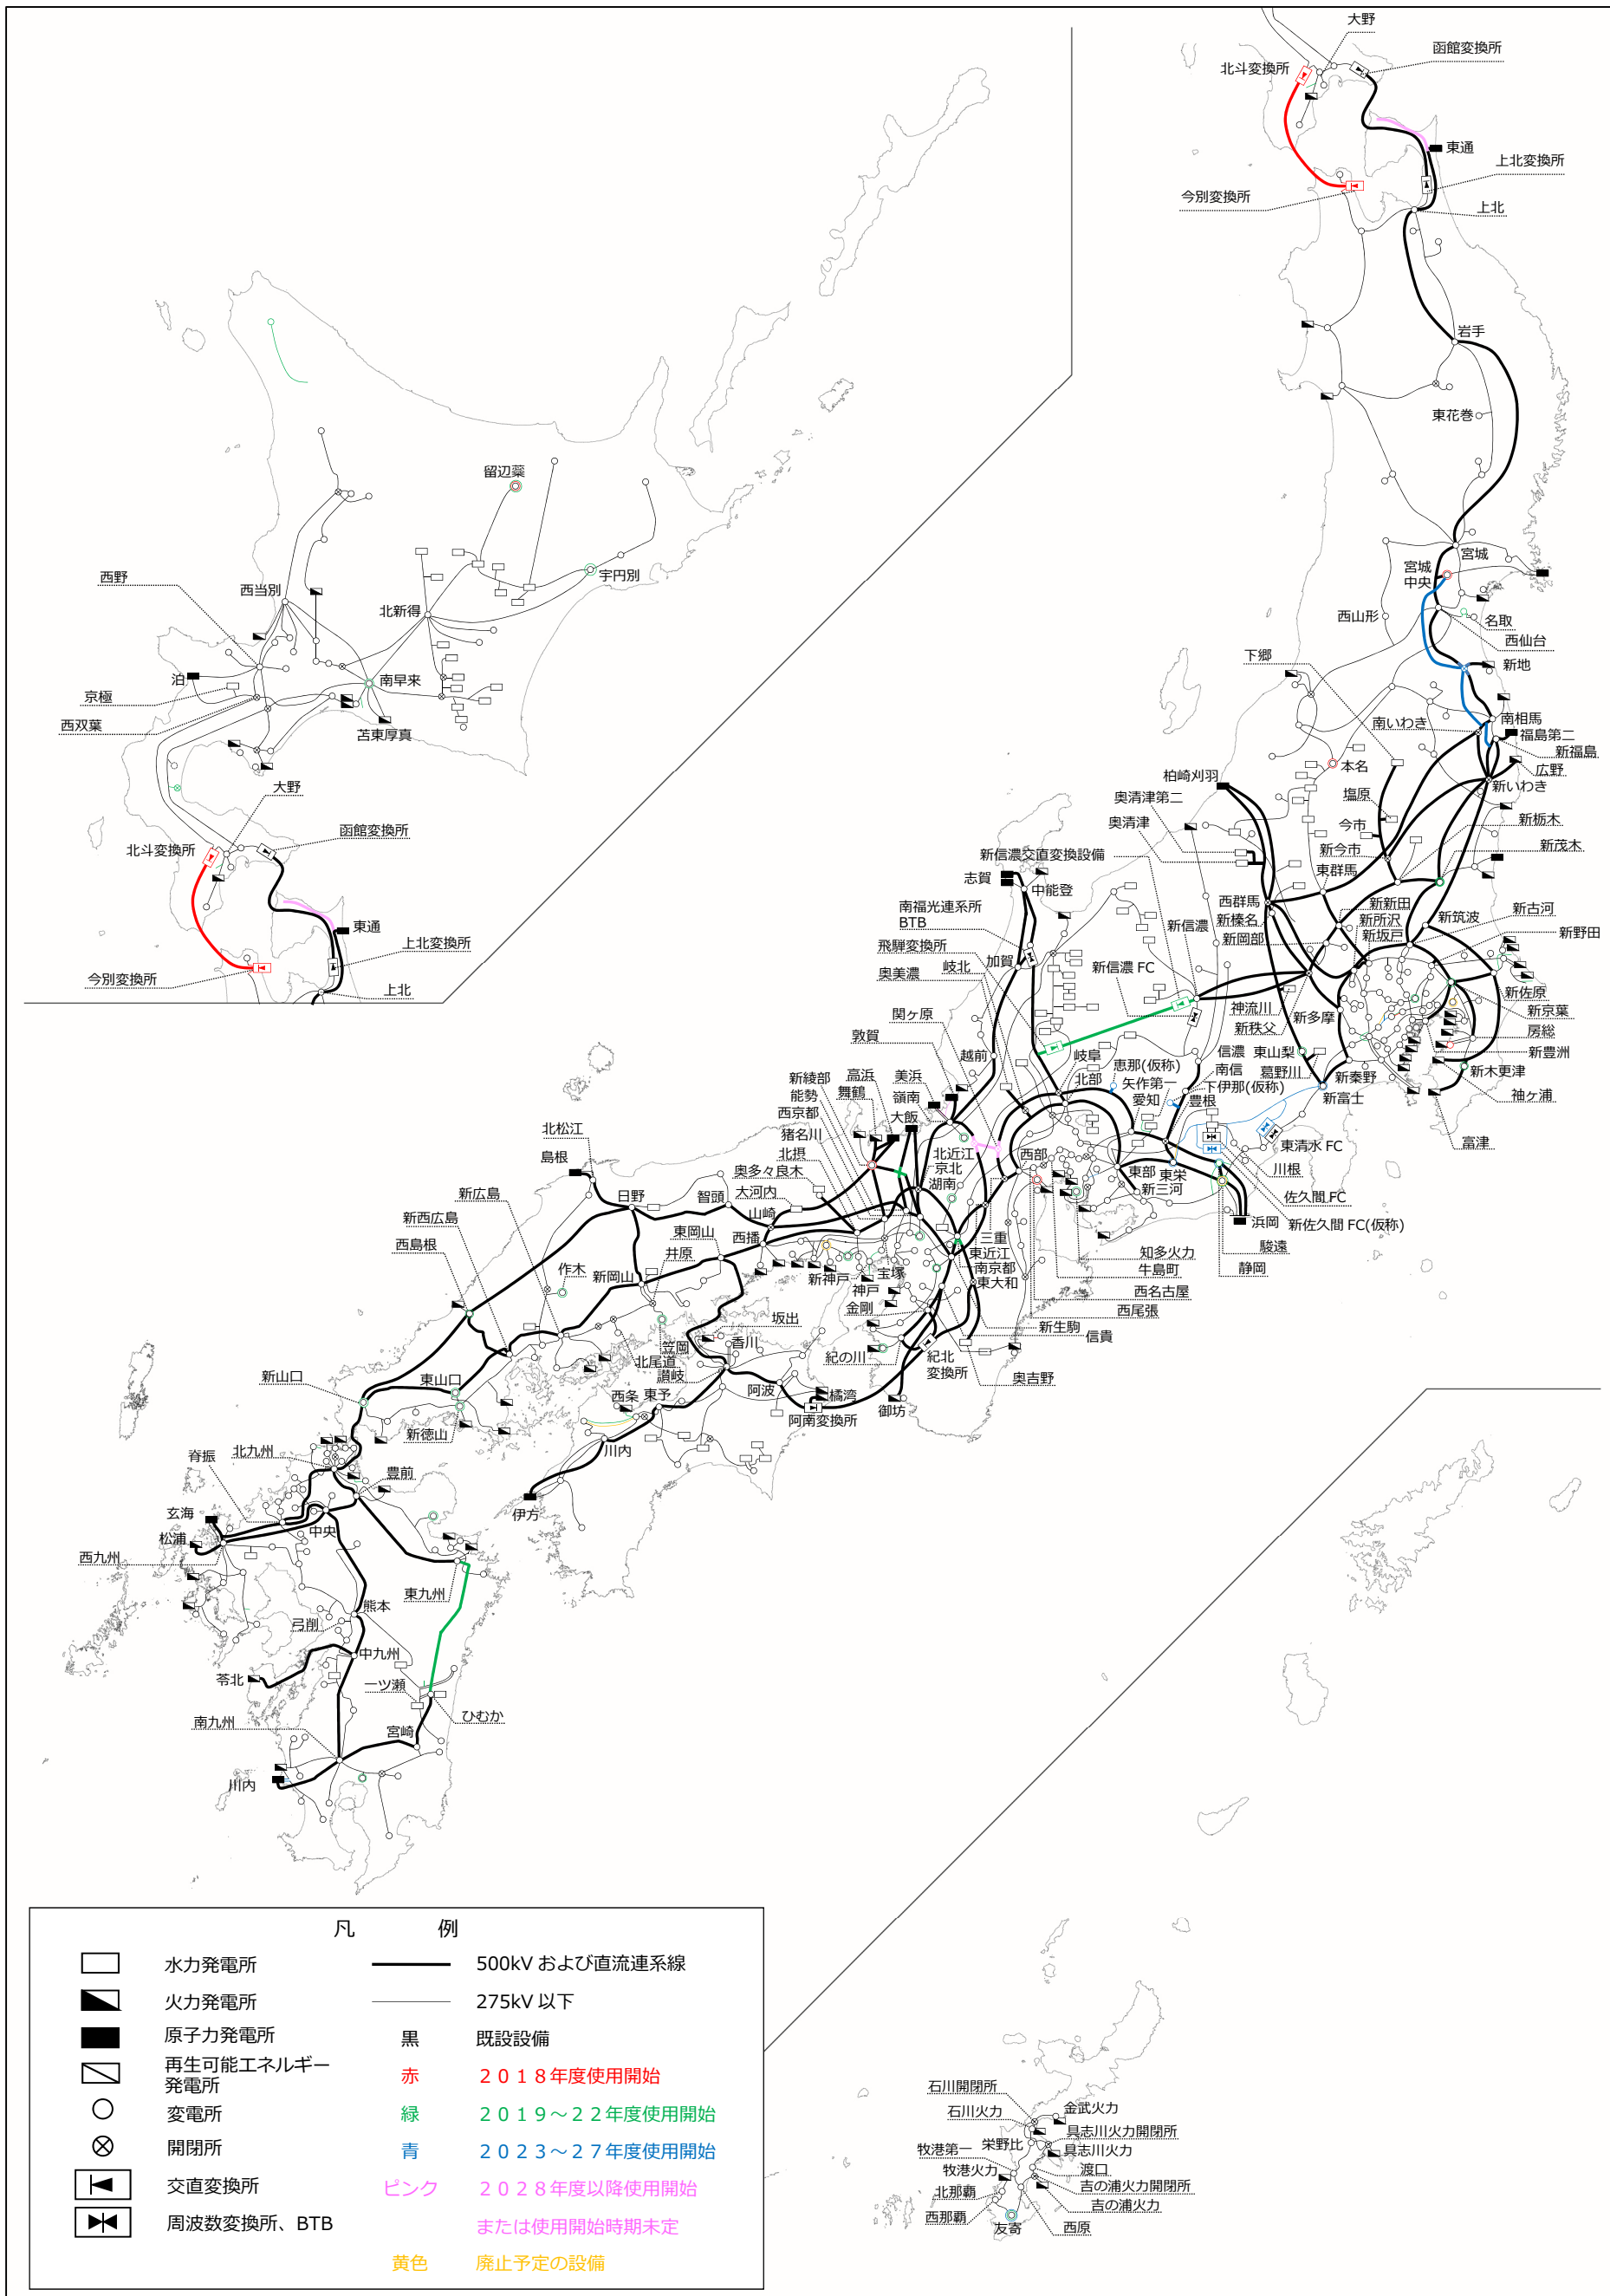 大野
函館変換所
北斗変換所
東通
上北変換所
今別変換所
上北
岩手
東花巻
留辺蘂
宇円別
西野
西当別
北新得
泊
南早来
京極
西双葉
苫東厚真
大野
函館変換所
北斗変換所
東通
上北変換所
今別変換所
上北
宮城
宮城
中央
西山形
名取
西仙台
下郷
新地
南いわき
南相馬
福島第二
新福島
本名
広野
新いわき
柏崎刈羽
奥清津第二
塩原
奥清津
今市
新栃木
新今市
新茂木
新信濃交直変換設備
東群馬
志賀
中能登
西群馬
新新田
新古河
南福光連系所
BTB
新信濃
新榛名
新所沢
新筑波
新岡部
新坂戸
新野田
飛騨変換所
加賀
岐北
新信濃 FC
奥美濃
神流川
新佐原
関ヶ原
新多摩
新京葉
新秩父
房総
敦賀
越前
岐阜
恵那(仮称)
信濃
東山梨
新豊洲
新綾部
高浜
美浜
北部
矢作第一
南信
葛野川
新秦野
新木更津
能勢
舞鶴
嶺南
愛知
下伊那(仮称)
新富士
袖ヶ浦
西京都
大飯
豊根
北松江
猪名川
富津
島根
北摂
北近江
東清水 FC
奥多々良木
京北
西部
東部
東栄
川根
新広島
日野
智頭
大河内
湖南
新三河
佐久間 FC
新西広島
山崎
浜岡
新佐久間 FC(仮称)
東岡山
西播
三重
西島根
井原
東近江
知多火力
駿遠
作木
新岡山
新神戸
宝塚
南京都
牛島町
静岡
神戸
東大和
西名古屋
金剛
西尾張
坂出
新生駒
笠岡
香川
信貴
北尾道
紀の川
紀北
変換所
新山口
東山口
讃岐
奥吉野
阿波
橘湾
西条
東予
御坊
阿南変換所
新徳山
川内
北九州
脊振
豊前
玄海
伊方
松浦
中央
西九州
東九州
熊本
弓削
中九州
苓北
一ツ瀬
ひむか
南九州
宮崎
川内
凡 例
水力発電所
500kV および直流連系線
火力発電所
275kV 以下
原子力発電所
黒
既設設備
再生可能エネルギー
発電所
赤
２０１８年度使用開始
変電所
緑
２０１９～２２年度使用開始
開閉所
青
２０２３～２７年度使用開始
交直変換所
ピンク
２０２８年度以降使用開始
周波数変換所、BTB
または使用開始時期未定
黄色
廃止予定の設備
石川開閉所
金武火力
石川火力
具志川火力開閉所
栄野比
牧港第一
具志川火力
牧港火力
渡口
吉の浦火力開閉所
北那覇
吉の浦火力
西那覇
友寄
西原